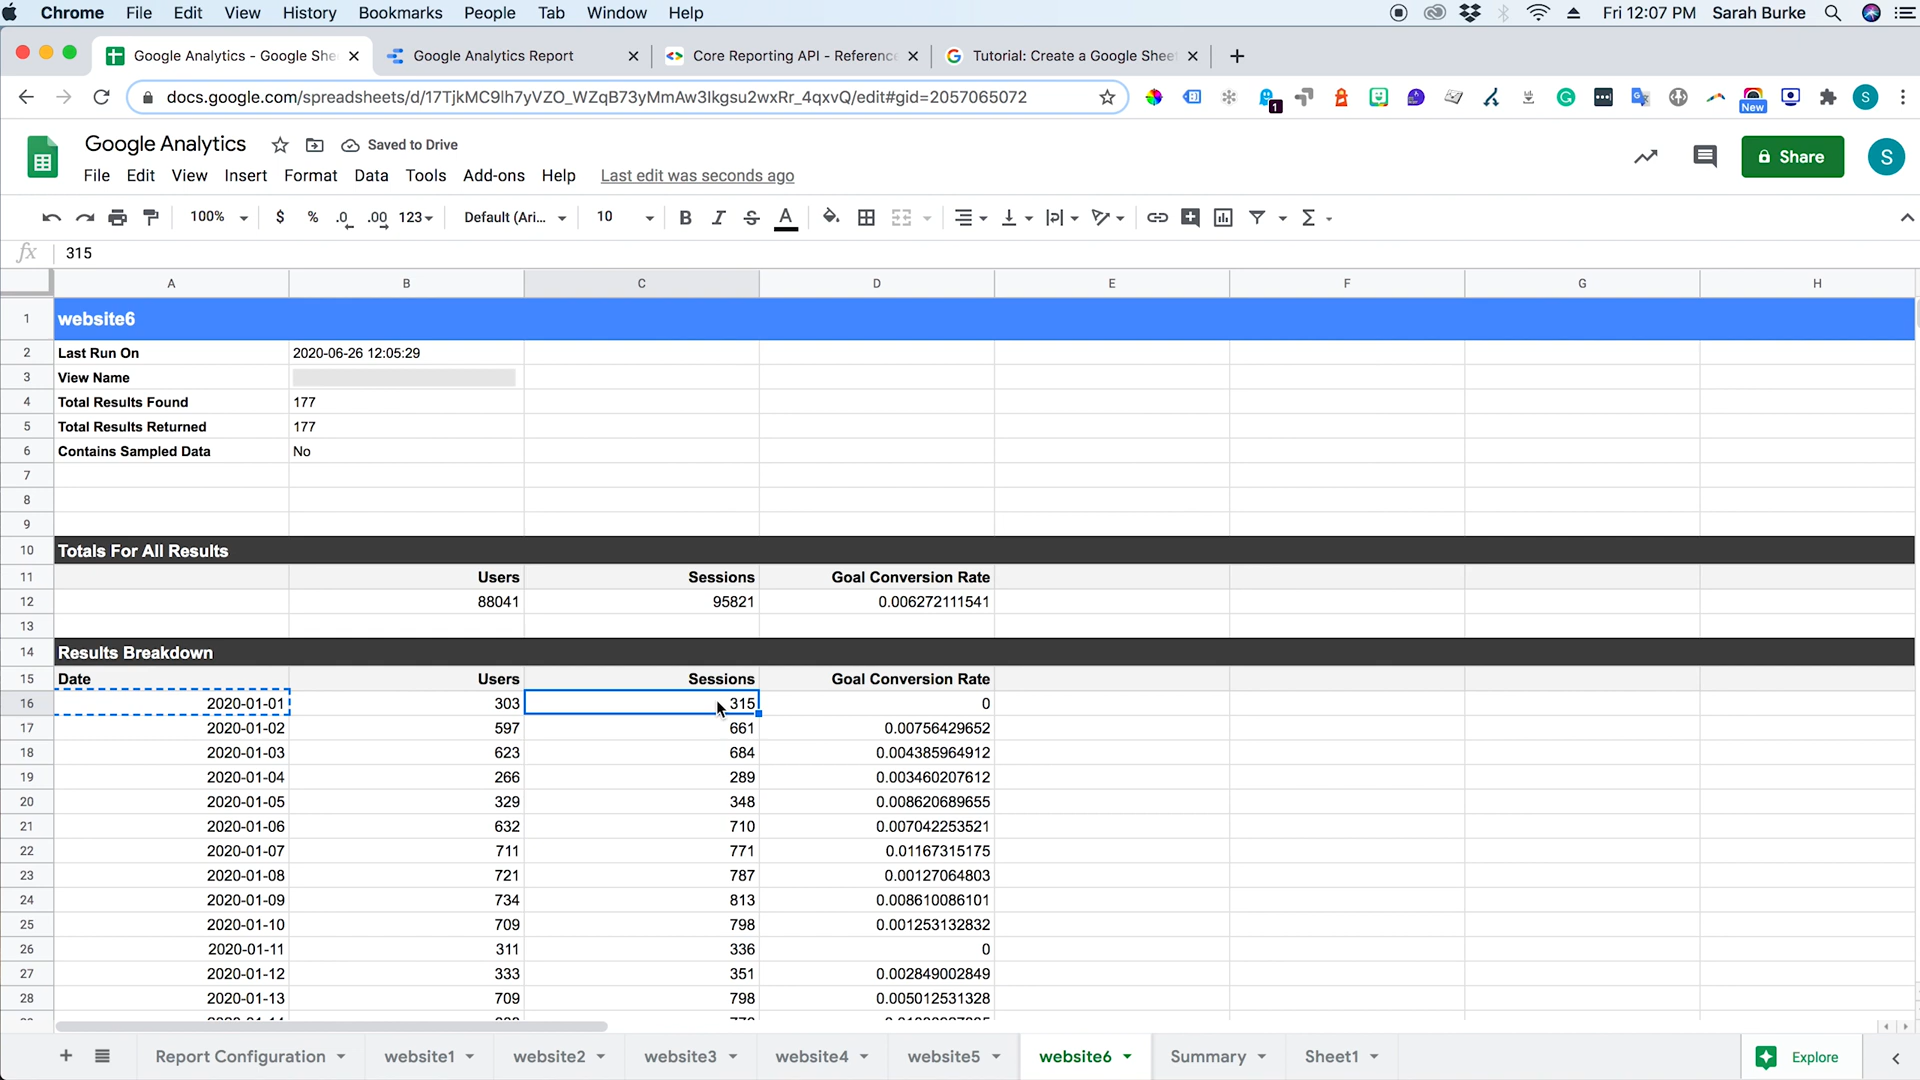 Chrome File Edit View History Bookmarks People Tab Window Help Fri 12:07 PM Sarah Burke
Google Analytics - Google She Google Analytics Report Core Reporting API - Reference Tutorial: Create a Google Shee
docs.google.com/spreadsheets/d/17TjkMC9lh7yVZO_WZqB73yMmAw3Ikgsu2wxRr_4qxvQ/edit#gid=2057065072 1 New S
Google Analytics Saved to Drive
File Edit View Insert Format Data Tools Add-ons Help Last edit was seconds ago Share S
100% $ % .0 .00 123 Default (Ari... 10 B I S A Σ
fx 315
A B C D E F G H
1 website6
2 Last Run On 2020-06-26 12:05:29
3 View Name
4 Total Results Found 177
5 Total Results Returned 177
6 Contains Sampled Data No
7
8
9
10 Totals For All Results
11 Users Sessions Goal Conversion Rate
12 88041 95821 0.006272111541
13
14 Results Breakdown
15 Date Users Sessions Goal Conversion Rate
16 2020-01-01 303 315 0
17 2020-01-02 597 661 0.00756429652
18 2020-01-03 623 684 0.004385964912
19 2020-01-04 266 289 0.003460207612
20 2020-01-05 329 348 0.008620689655
21 2020-01-06 632 710 0.007042253521
22 2020-01-07 711 771 0.01167315175
23 2020-01-08 721 787 0.00127064803
24 2020-01-09 734 813 0.008610086101
25 2020-01-10 709 798 0.001253132832
26 2020-01-11 311 336 0
27 2020-01-12 333 351 0.002849002849
28 2020-01-13 709 798 0.005012531328
Report Configuration website1 website2 website3 website4 website5 website6 Summary Sheet1 Explore